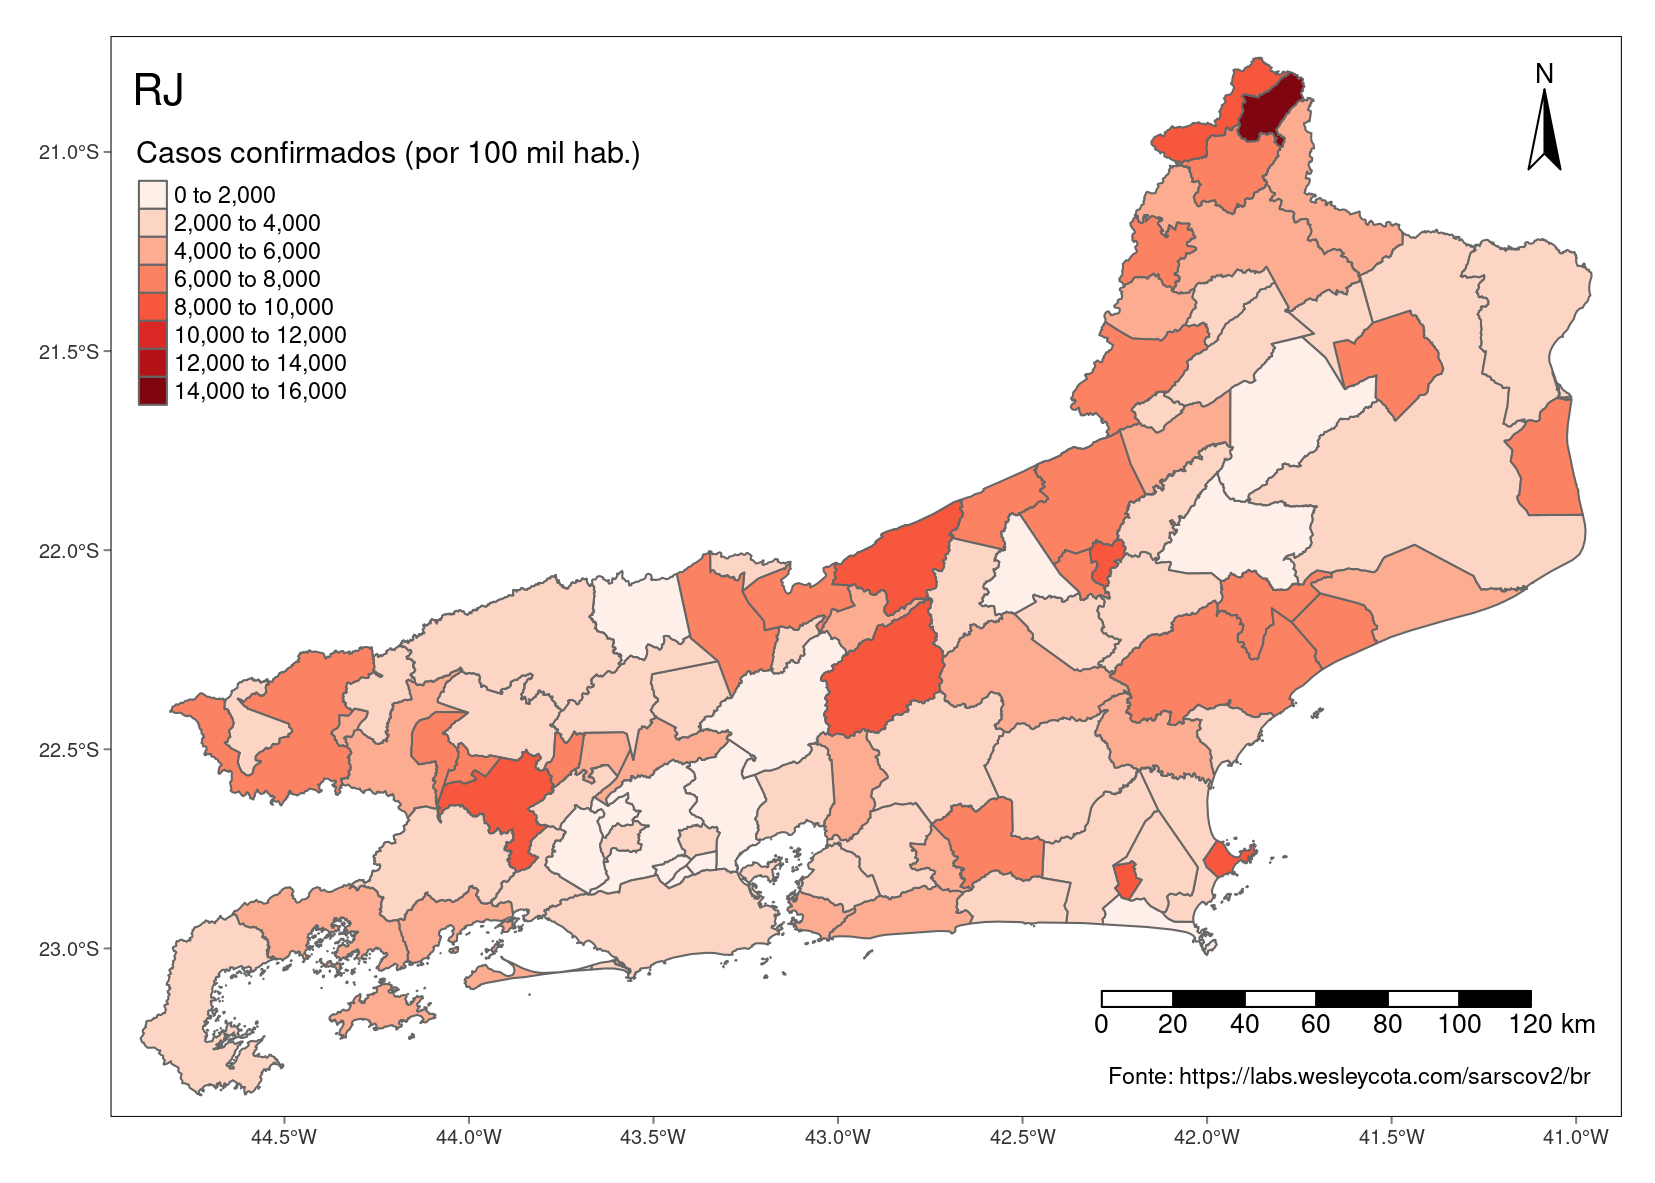 RJ
N
Casos confirmados (por 100 mil hab.)
0 to 2,000
2,000 to 4,000
4,000 to 6,000
6,000 to 8,000
8,000 to 10,000
10,000 to 12,000
12,000 to 14,000
14,000 to 16,000
21.0°S
21.5°S
22.0°S
22.5°S
23.0°S
0 20 40 60 80 100 120 km
Fonte: https://labs.wesleycota.com/sarscov2/br
44.5°W 44.0°W 43.5°W 43.0°W 42.5°W 42.0°W 41.5°W 41.0°W